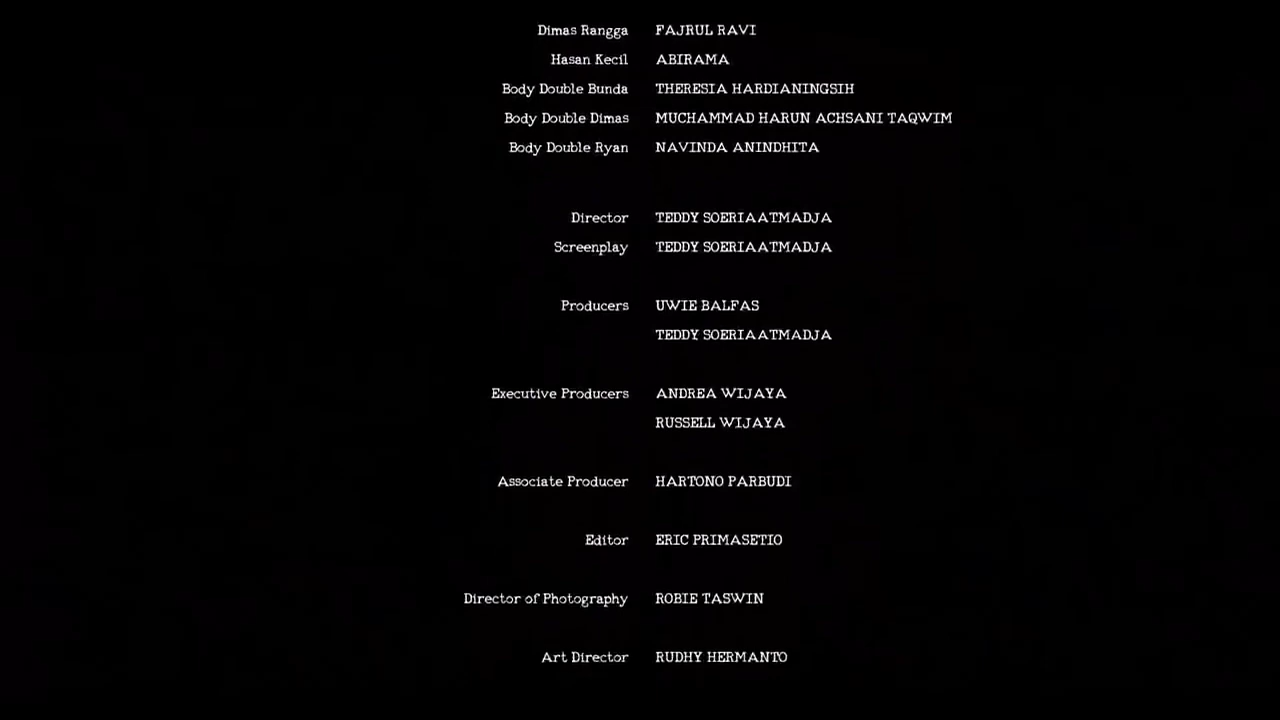 Dimas Rangga FAJRUL RAVI
Hasan Kecil ABIRAMA
Body Double Bunda THERESIA HARDIANINGSIH
Body Double Dimas MUCHAMMAD HARUN ACHSANI TAQWIM
Body Double Ryan NAVINDA ANINDHITA
Director TEDDY SOERIAATMADJA
Screenplay TEDDY SOERIAATMADJA
Producers UWIE BALFAS
TEDDY SOERIAATMADJA
Executive Producers ANDREA WIJAYA
RUSSELL WIJAYA
Associate Producer HARTONO PARBUDI
Editor ERIC PRIMASETIO
Director of Photography ROBIE TASWIN
Art Director RUDHY HERMANTO